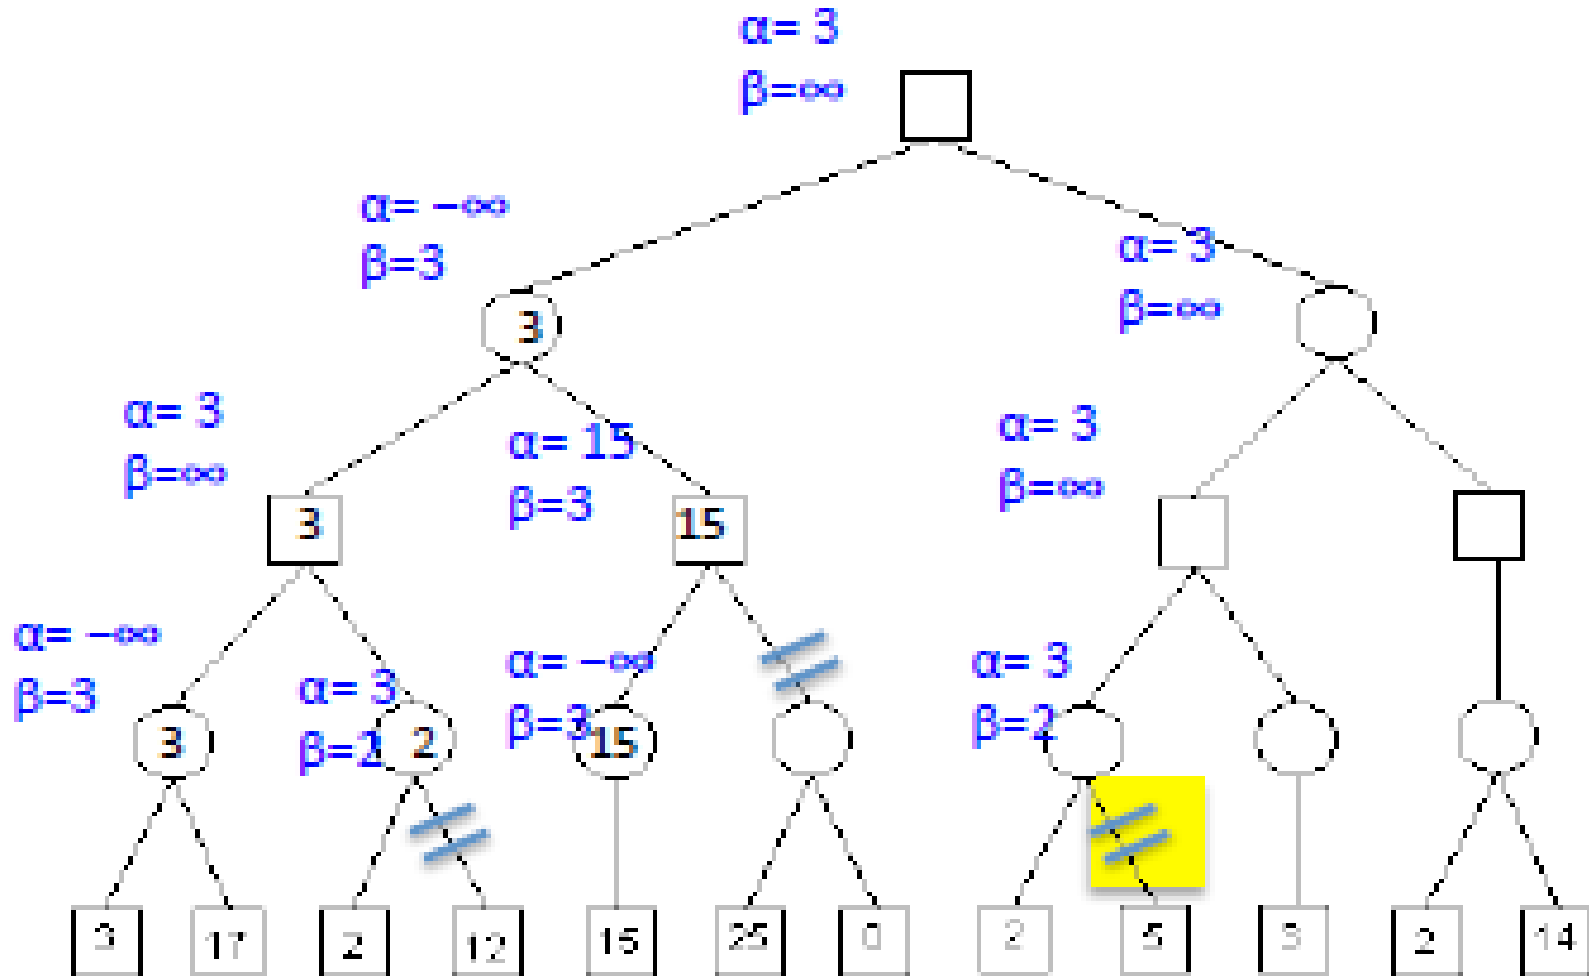 α= 3
β=∞
α= −∞
β=3
α= 3
β=∞
3
α= 3
β=∞
α= 15
β=3
α= 3
β=∞
3
15
α= −∞
β=3
α= 3
β=2
α= −∞
β=3
α= 3
β=2
3
2
15
3
17
2
12
15
25
0
2
5
3
2
14